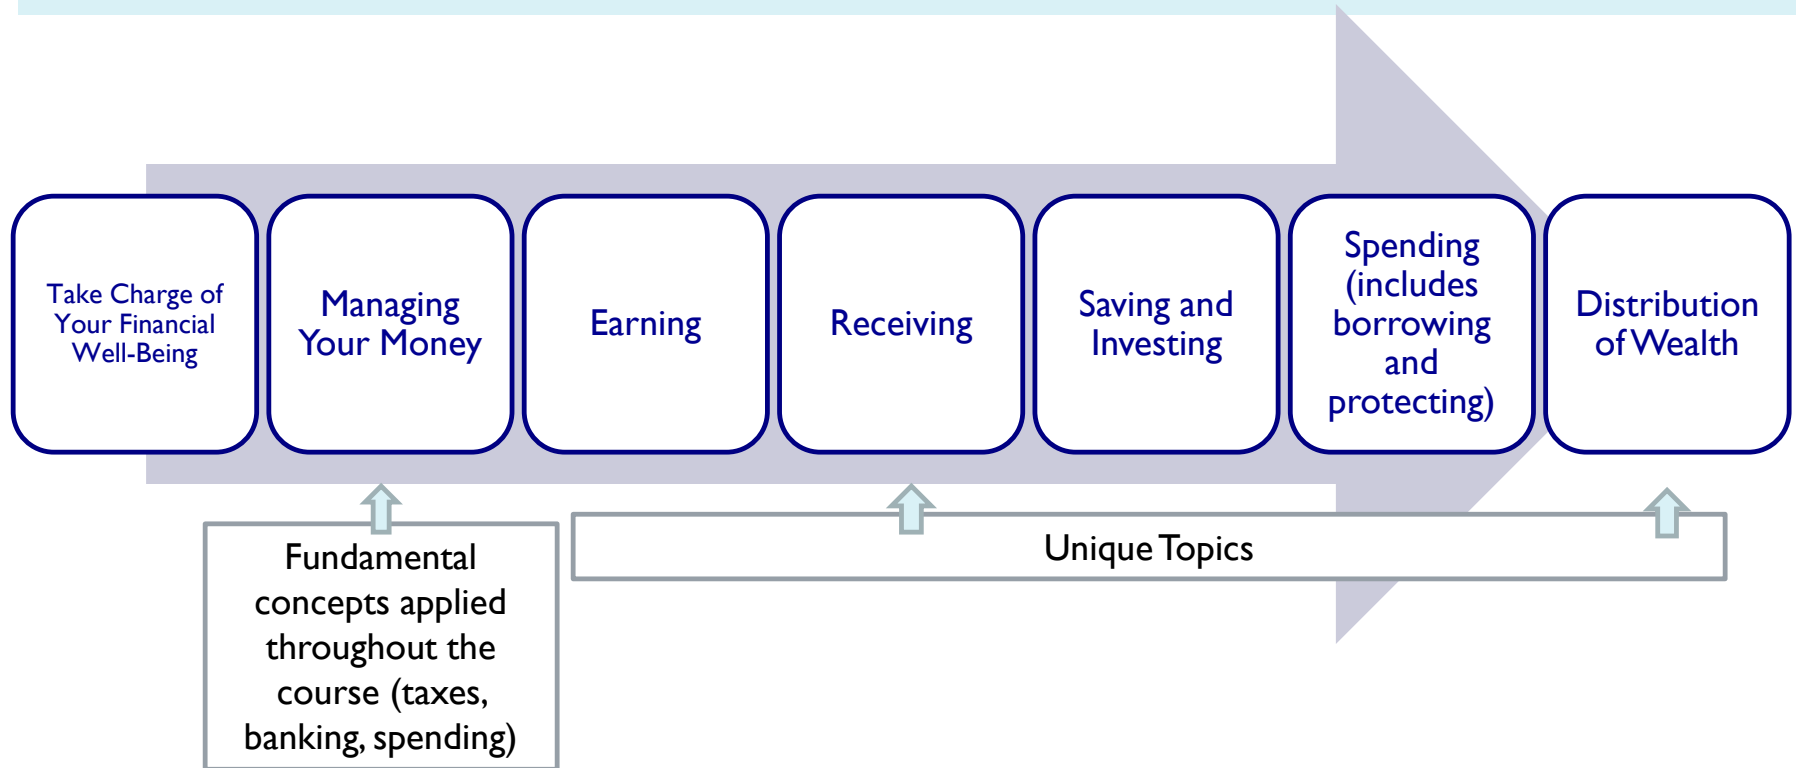 Take Charge of
Your Financial
Well-Being
Managing
Your Money
Earning
Receiving
Saving and
Investing
Spending
(includes
borrowing
and
protecting)
Distribution
of Wealth
Fundamental
concepts applied
throughout the
course (taxes,
banking, spending)
Unique Topics